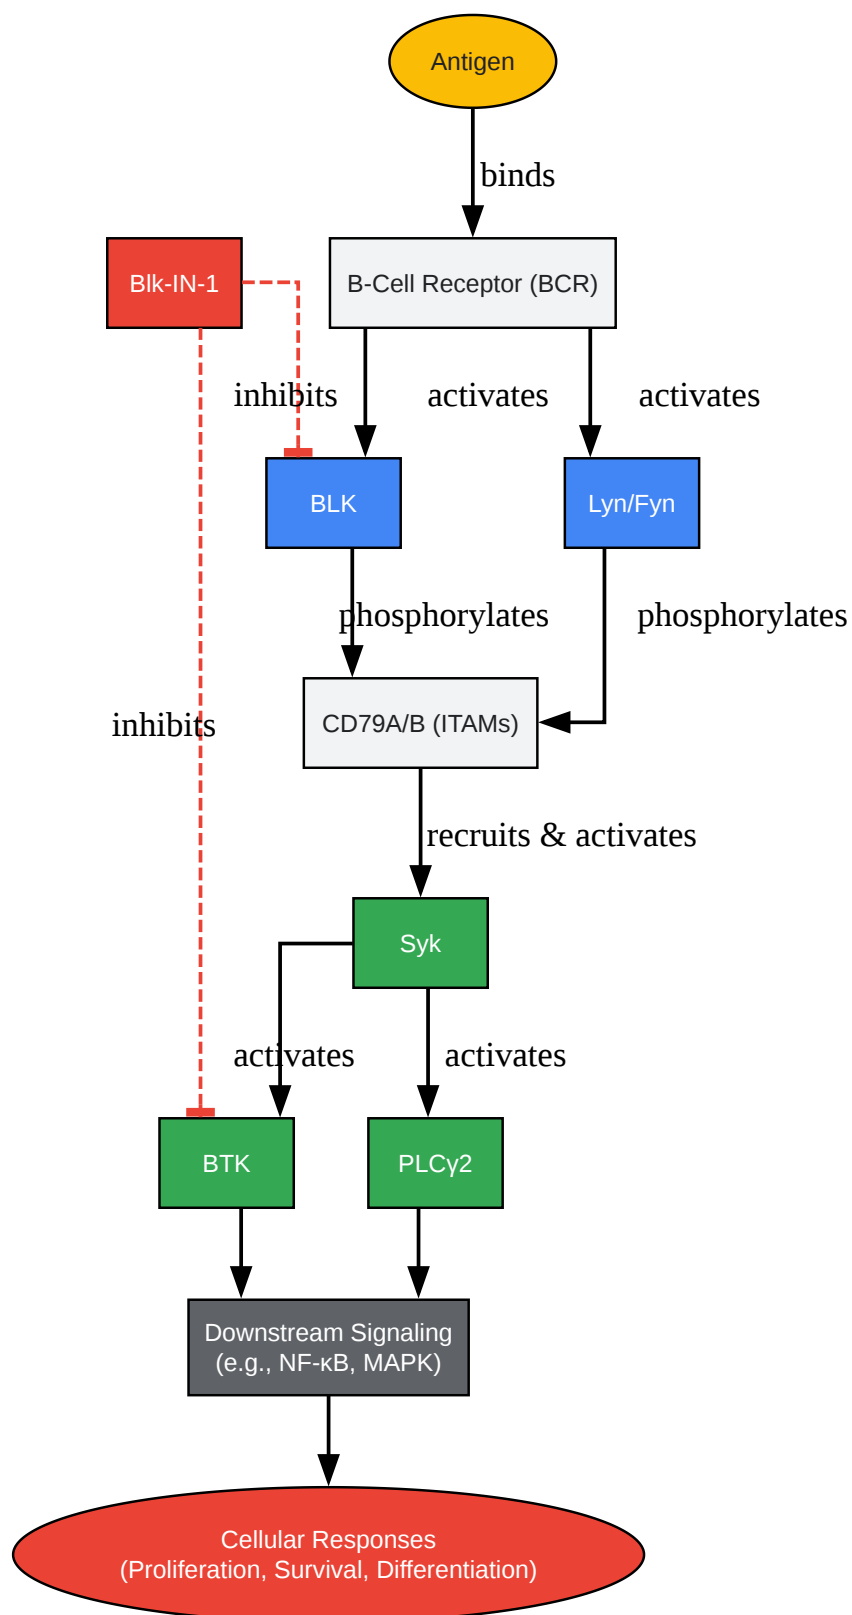 Antigen
binds
Blk-IN-1
B-Cell Receptor (BCR)
inhibits
activates
activates
BLK
Lyn/Fyn
phosphorylates
phosphorylates
CD79A/B (ITAMs)
inhibits
recruits & activates
Syk
activates
activates
BTK
PLCγ2
Downstream Signaling
(e.g., NF-κB, MAPK)
Cellular Responses
(Proliferation, Survival, Differentiation)